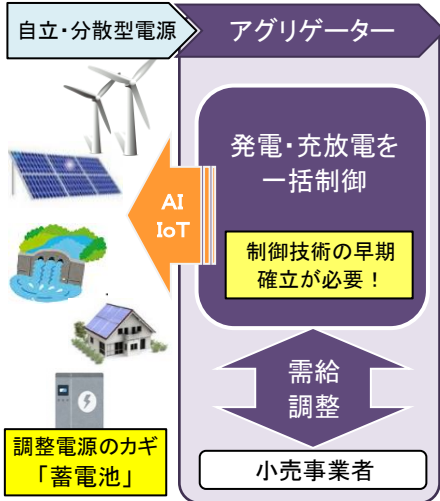 自立・分散型電源
アグリゲーター
発電・充放電を
一括制御
AI
IoT
制御技術の早期
確立が必要！
需給
調整
調整電源のカギ
「蓄電池」
小売事業者